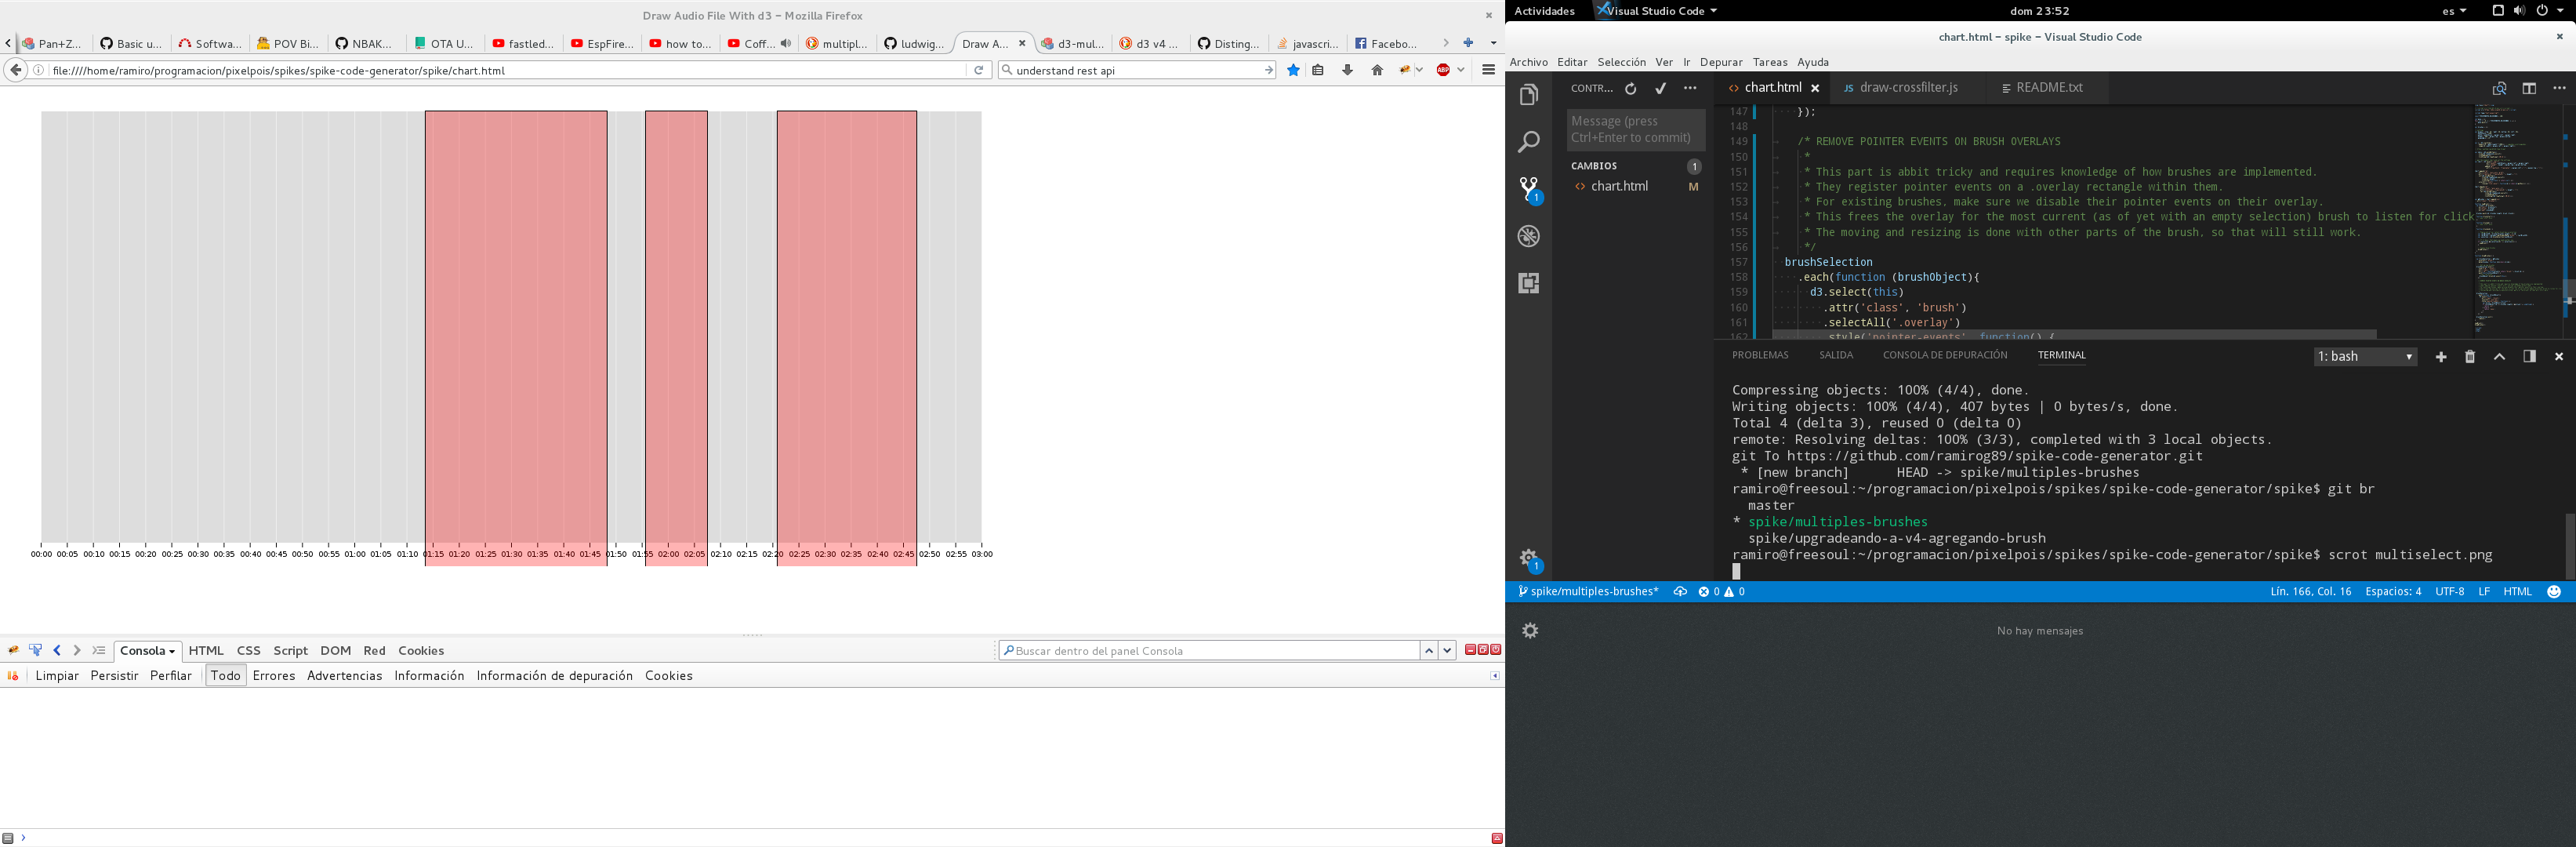 Draw Audio File With d3 – Mozilla Firefox
Pan+Z... Basic u... Softwa... POV Bi... NBAK... OTA U... fastled... EspFire... how to... Coff... multipl... ludwig... Draw A... d3-mul... d3 v4 ... Disting... javascri... Facebo...
file:////home/ramiro/programacion/pixelpois/spikes/spike-code-generator/spike/chart.html
understand rest api
ABP
00:00 00:05 00:10 00:15 00:20 00:25 00:30 00:35 00:40 00:45 00:50 00:55 01:00 01:05 01:10 01:15 01:20 01:25 01:30 01:35 01:40 01:45 01:50 01:55 02:00 02:05 02:10 02:15 02:20 02:25 02:30 02:35 02:40 02:45 02:50 02:55 03:00
Consola HTML CSS Script DOM Red Cookies
Buscar dentro del panel Consola
Limpiar Persistir Perfilar Todo Errores Advertencias Información Información de depuración Cookies
Actividades Visual Studio Code dom 23:52 es
chart.html – spike – Visual Studio Code
Archivo Editar Selección Ver Ir Depurar Tareas Ayuda
CONTR...
Message (press
Ctrl+Enter to commit)
CAMBIOS 1
chart.html M
1
1
chart.html JS draw-crossfilter.js README.txt
147 });
148
149 /* REMOVE POINTER EVENTS ON BRUSH OVERLAYS
150 *
151 * This part is abbit tricky and requires knowledge of how brushes are implemented.
152 * They register pointer events on a .overlay rectangle within them.
153 * For existing brushes, make sure we disable their pointer events on their overlay.
154 * This frees the overlay for the most current (as of yet with an empty selection) brush to listen for click
155 * The moving and resizing is done with other parts of the brush, so that will still work.
156 */
157 brushSelection
158 .each(function (brushObject){
159 d3.select(this)
160 .attr('class', 'brush')
161 .selectAll('.overlay')
162 .style('pointer-events', function() {
PROBLEMAS SALIDA CONSOLA DE DEPURACIÓN TERMINAL 1: bash
Compressing objects: 100% (4/4), done.
Writing objects: 100% (4/4), 407 bytes | 0 bytes/s, done.
Total 4 (delta 3), reused 0 (delta 0)
remote: Resolving deltas: 100% (3/3), completed with 3 local objects.
git To https://github.com/ramirog89/spike-code-generator.git
* [new branch] HEAD -> spike/multiples-brushes
ramiro@freesoul:~/programacion/pixelpois/spikes/spike-code-generator/spike$ git br
master
* spike/multiples-brushes
spike/upgradeando-a-v4-agregando-brush
ramiro@freesoul:~/programacion/pixelpois/spikes/spike-code-generator/spike$ scrot multiselect.png
spike/multiples-brushes* 0 0 Lín. 166, Col. 16 Espacios: 4 UTF-8 LF HTML
No hay mensajes